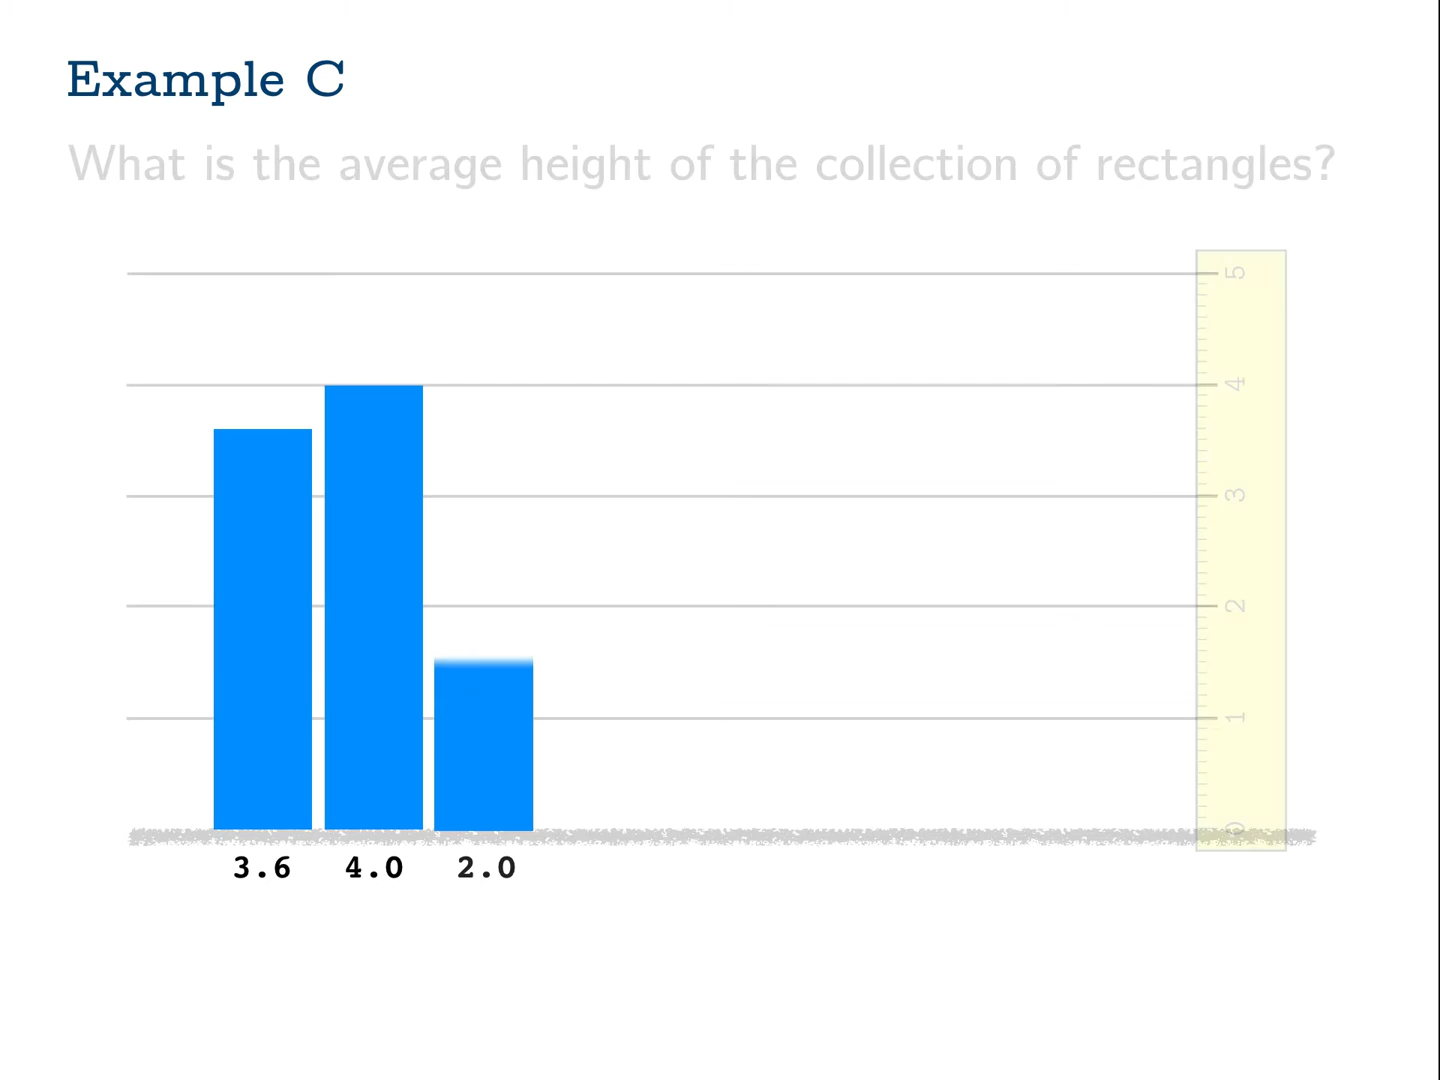 Example C
What is the average height of the collection of rectangles?
5
4
3
2
1
0
3.6 4.0 2.0